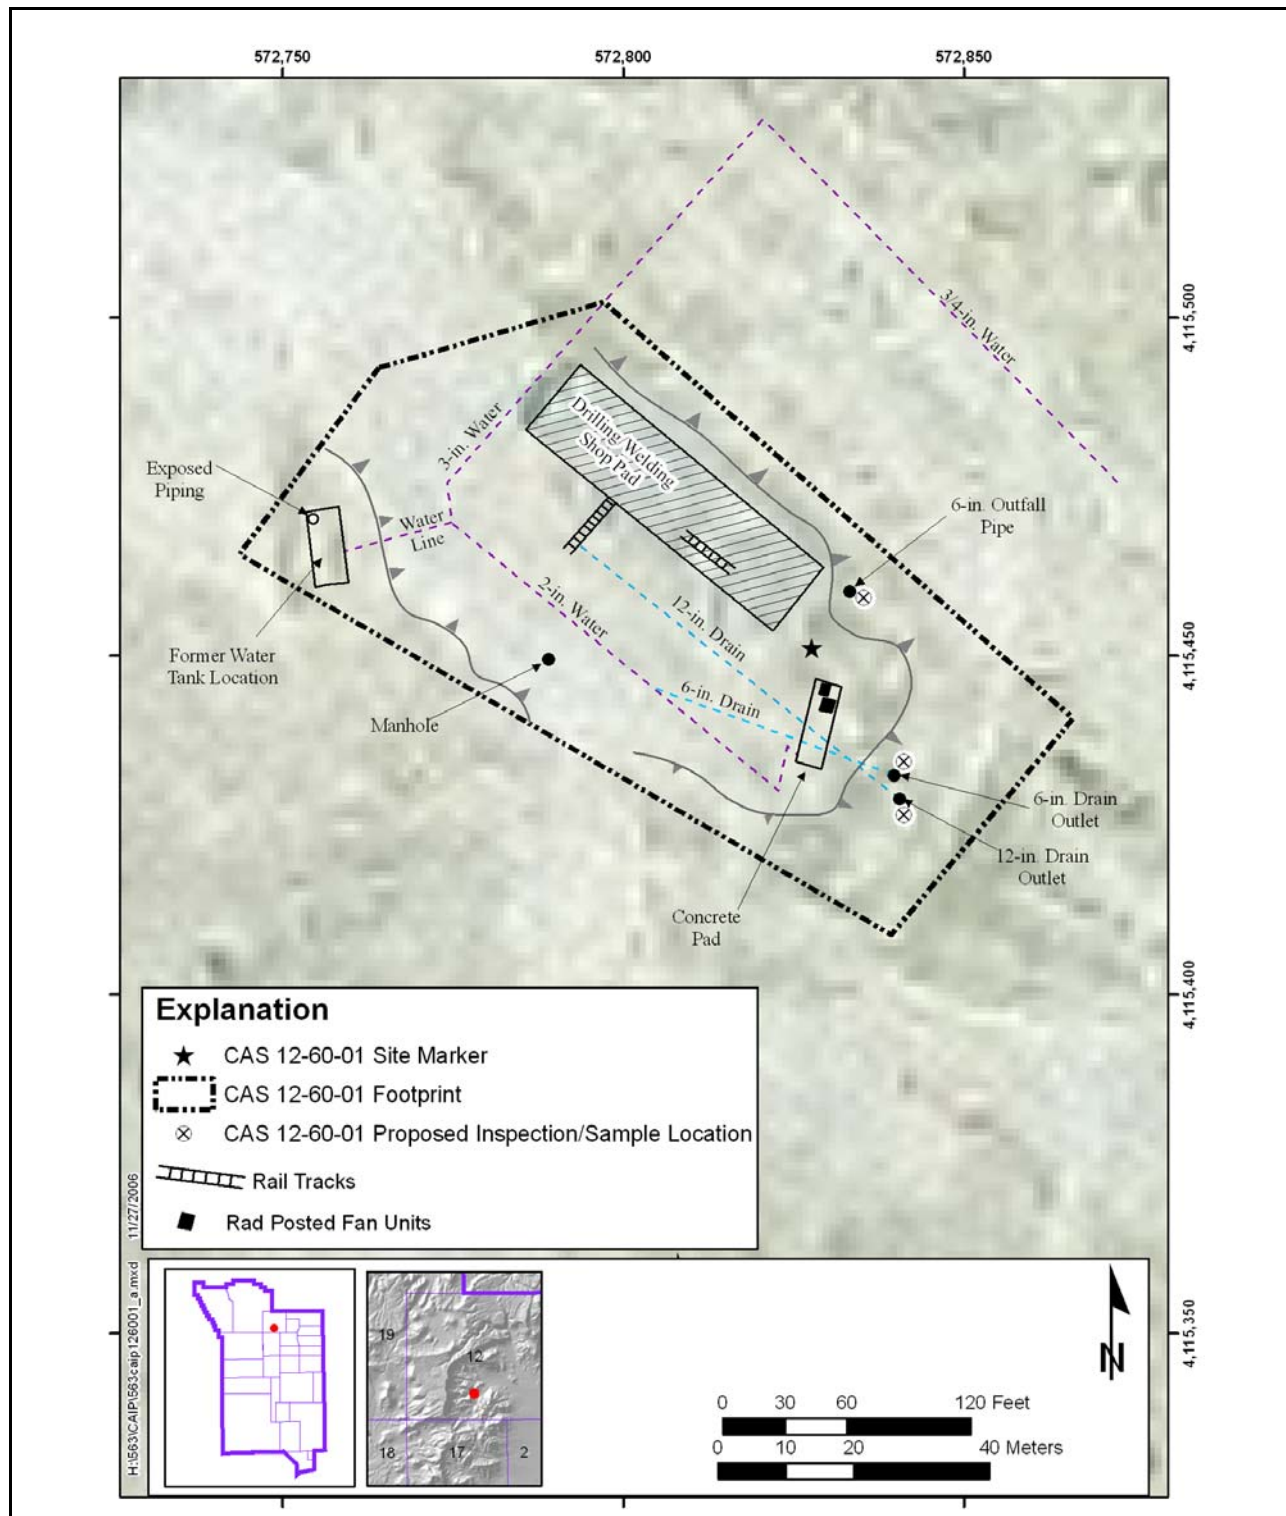 572,750
572,800
572,850
4,115,500
4,115,450
4,115,400
4,115,350
3/4-in. Water
3-in. Water
Drilling/Welding
Shop Pad
Exposed
Piping
Water
Line
6-in. Outfall
Pipe
2-in. Water
12-in. Drain
6-in. Drain
Former Water
Tank Location
Manhole
6-in. Drain
Outlet
12-in. Drain
Outlet
Concrete
Pad
Explanation
CAS 12-60-01 Site Marker
CAS 12-60-01 Footprint
CAS 12-60-01 Proposed Inspection/Sample Location
Rail Tracks
Rad Posted Fan Units
11/27/2006
H:\563\CAIP\563caip126001_a.mxd
19
12
18
17
2
N
0 30 60 120 Feet
0 10 20 40 Meters